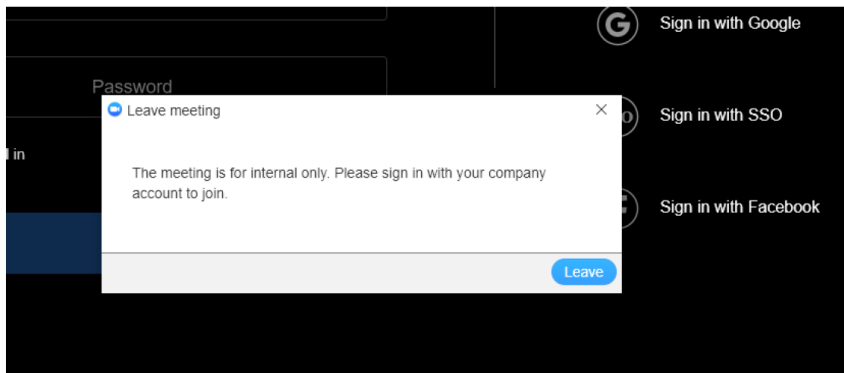 Sign in with Google
Password
Leave meeting
Sign in with SSO
in
The meeting is for internal only. Please sign in with your company
account to join.
Sign in with Facebook
Leave